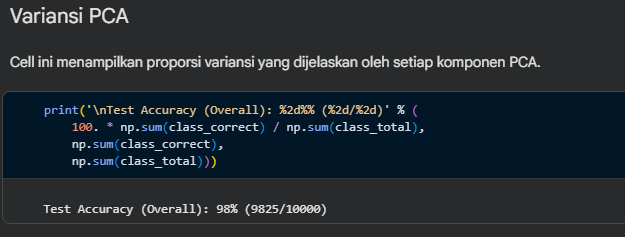 Variansi PCA
Cell ini menampilkan proporsi variansi yang dijelaskan oleh setiap komponen PCA.
print('\nTest Accuracy (Overall): %2d%% (%2d/%2d)' % (
    100. * np.sum(class_correct) / np.sum(class_total),
    np.sum(class_correct),
    np.sum(class_total)))
Test Accuracy (Overall): 98% (9825/10000)